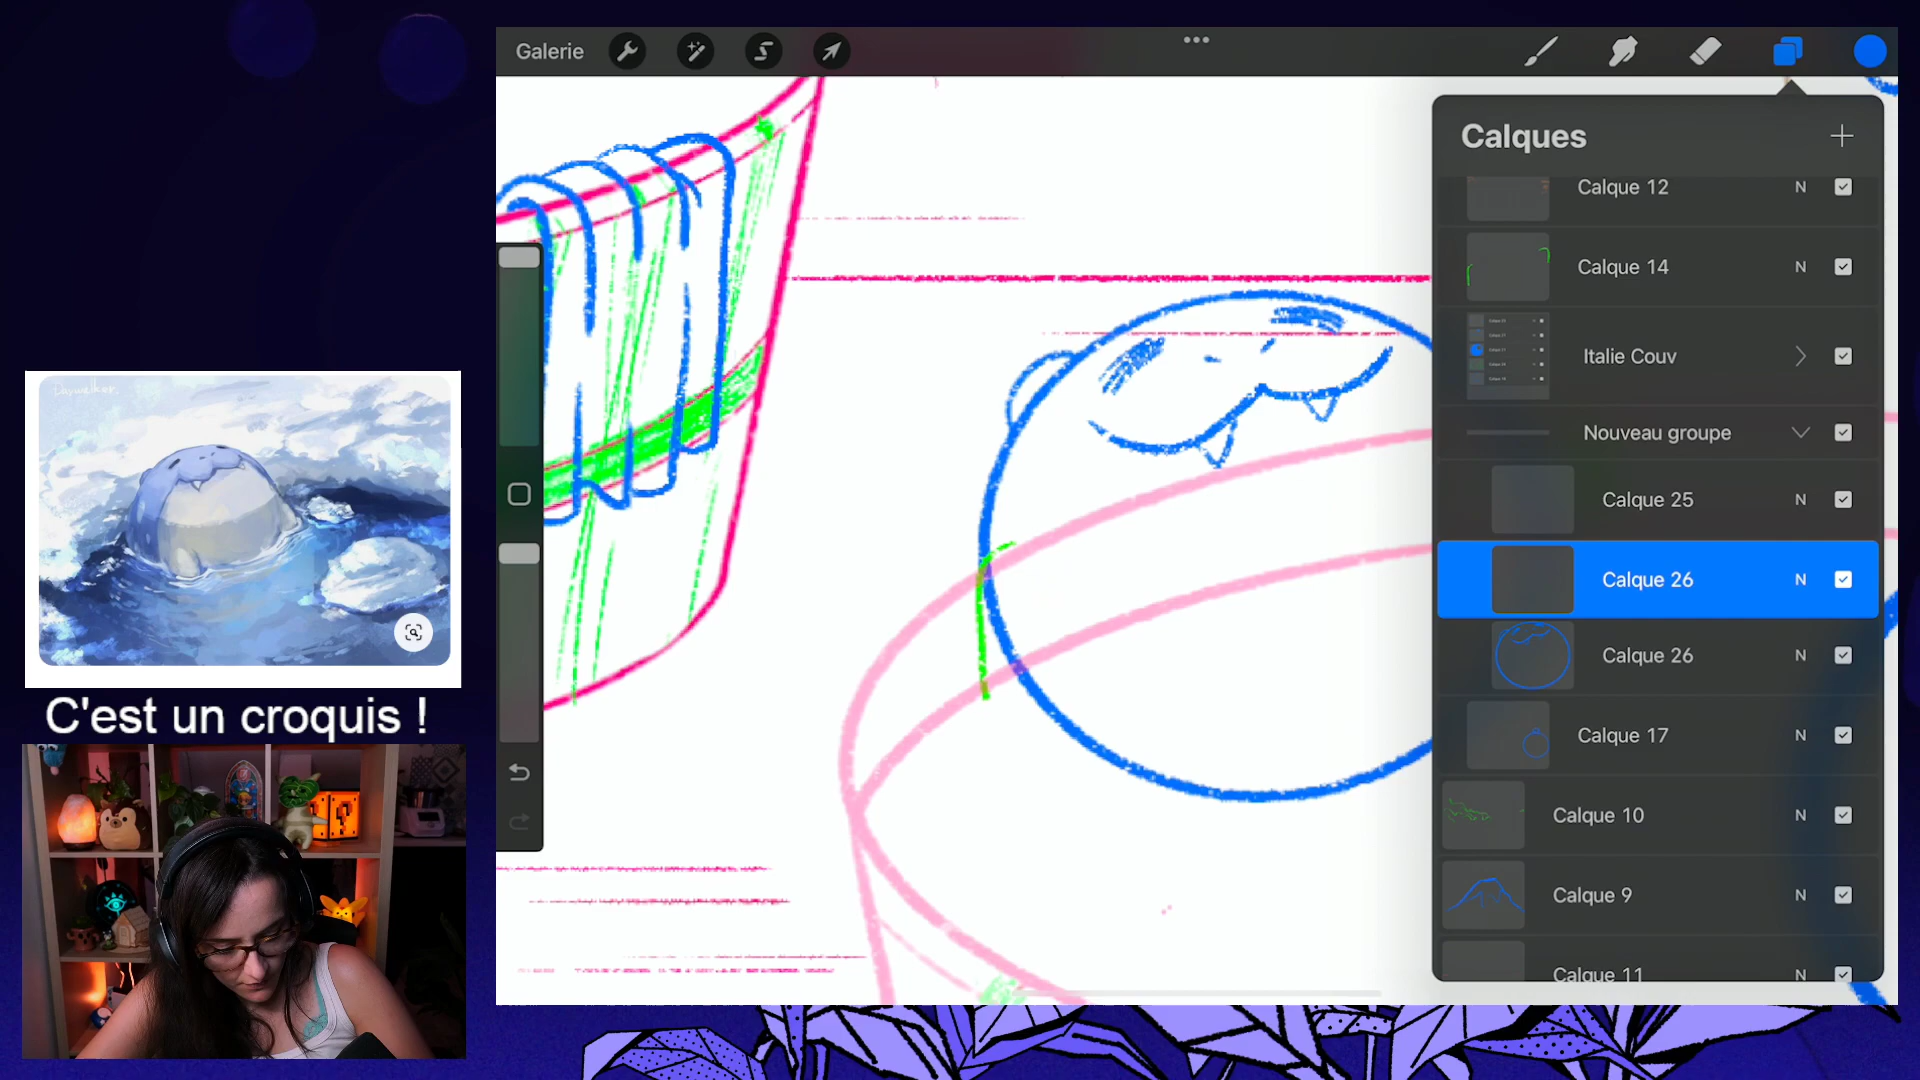 Galerie
Calques
Calque 12 N
Calque 14 N
Italie Couv
Nouveau groupe
Calque 25 N
Calque 26 N
Calque 26 N
Calque 17 N
Calque 10 N
Calque 9 N
Calque 11 N
C'est un croquis !